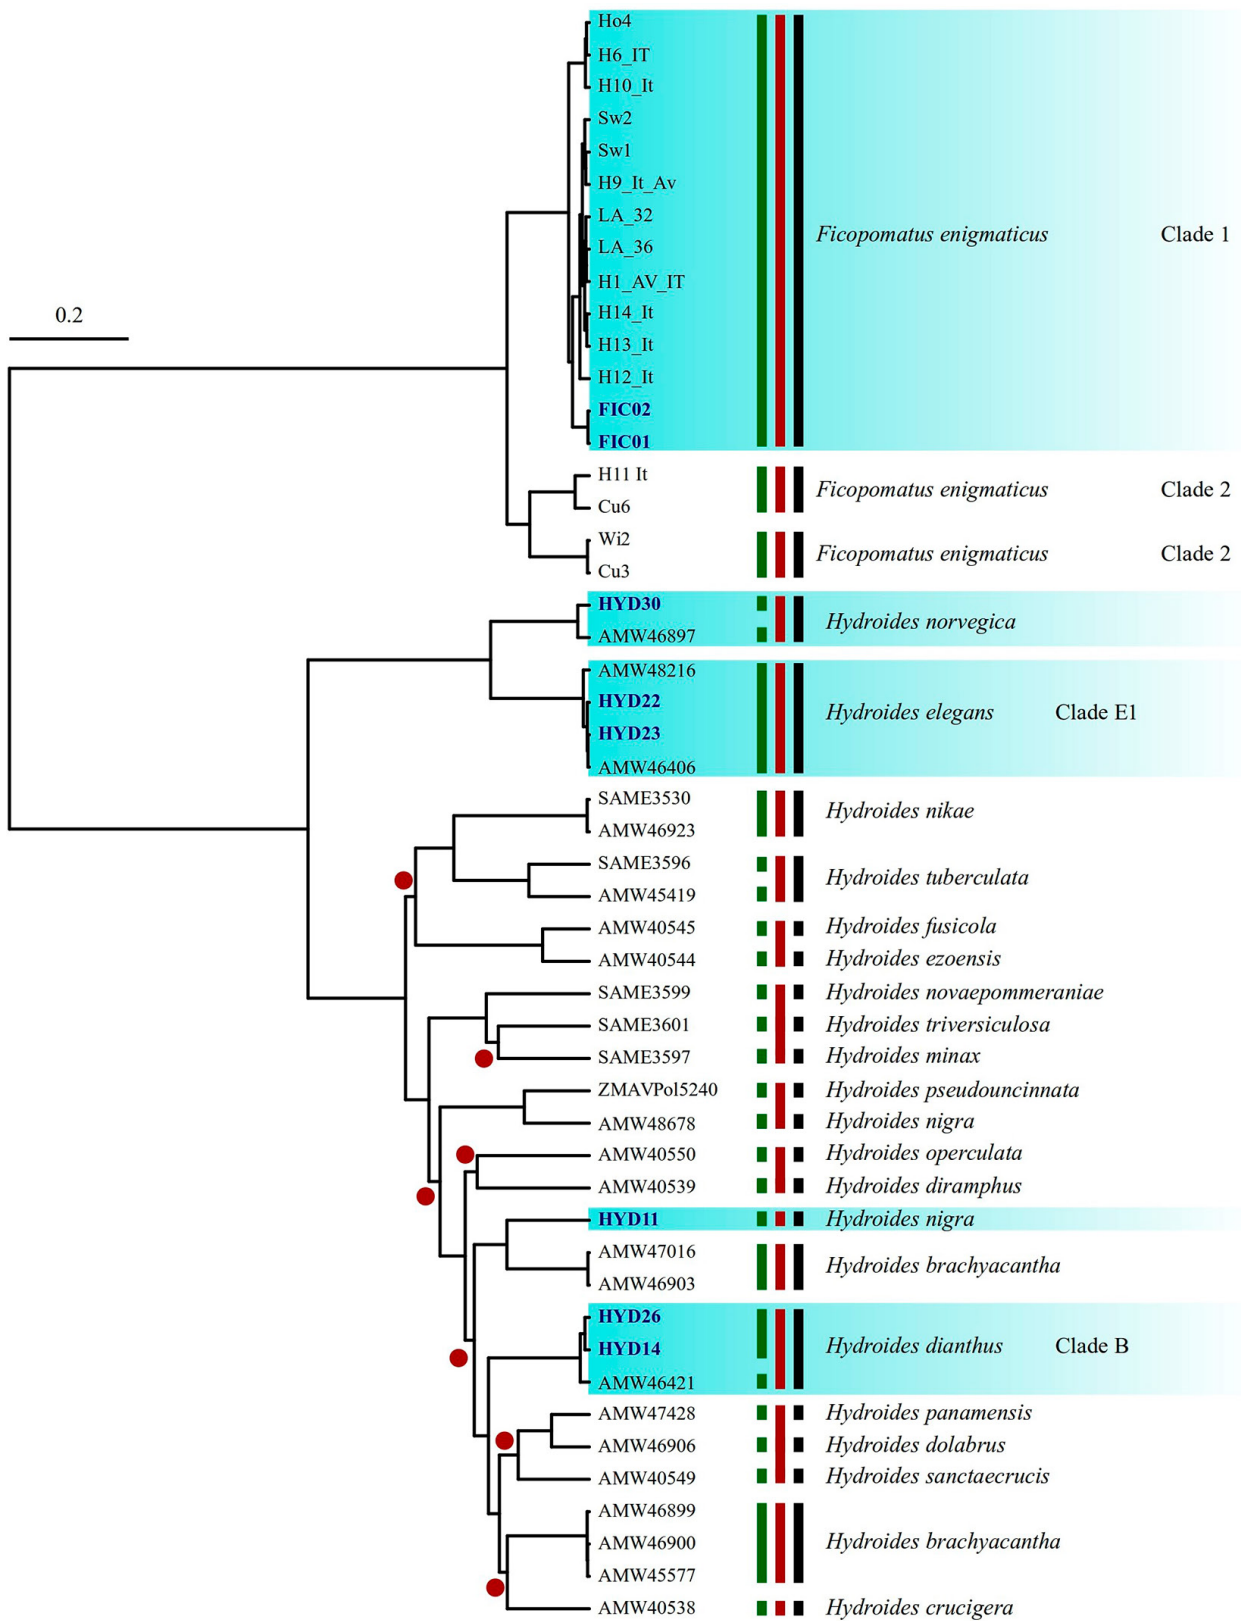 Ho4
H6_IT
H10_It
Sw2
Sw1
H9_It_Av
LA_32
Ficopomatus enigmaticus Clade 1
LA_36
H1_AV_IT
0.2
H14_It
H13_It
H12_It
FIC02
FIC01
H11 It
Ficopomatus enigmaticus Clade 2
Cu6
Wi2
Ficopomatus enigmaticus Clade 2
Cu3
HYD30
Hydroides norvegica
AMW46897
AMW48216
HYD22
Hydroides elegans Clade E1
HYD23
AMW46406
SAME3530
Hydroides nikae
AMW46923
SAME3596
Hydroides tuberculata
AMW45419
AMW40545 Hydroides fusicola
AMW40544 Hydroides ezoensis
SAME3599 Hydroides novaepommeraniae
SAME3601 Hydroides triversiculosa
SAME3597 Hydroides minax
ZMAVPol5240 Hydroides pseudouncinnata
AMW48678 Hydroides nigra
AMW40550 Hydroides operculata
AMW40539 Hydroides diramphus
HYD11 Hydroides nigra
AMW47016
Hydroides brachyacantha
AMW46903
HYD26
HYD14 Hydroides dianthus Clade B
AMW46421
AMW47428 Hydroides panamensis
AMW46906 Hydroides dolabrus
AMW40549 Hydroides sanctaecrucis
AMW46899
AMW46900 Hydroides brachyacantha
AMW45577
AMW40538 Hydroides crucigera